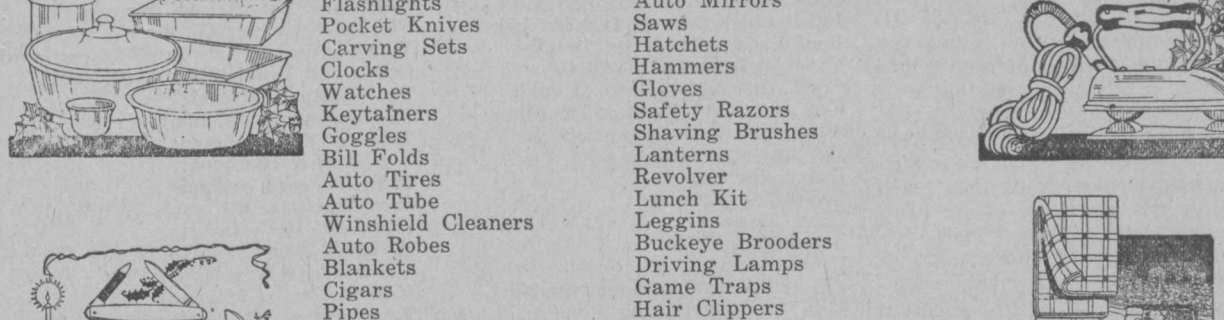 Flashlights
Pocket Knives
Carving Sets
Clocks
Watches
Keytainers
Goggles
Bill Folds
Auto Tires
Auto Tube
Winshield Cleaners
Auto Robes
Blankets
Cigars
Pipes
Auto Mirrors
Saws
Hatchets
Hammers
Gloves
Safety Razors
Shaving Brushes
Lanterns
Revolver
Lunch Kit
Leggins
Buckeye Brooders
Driving Lamps
Game Traps
Hair Clippers